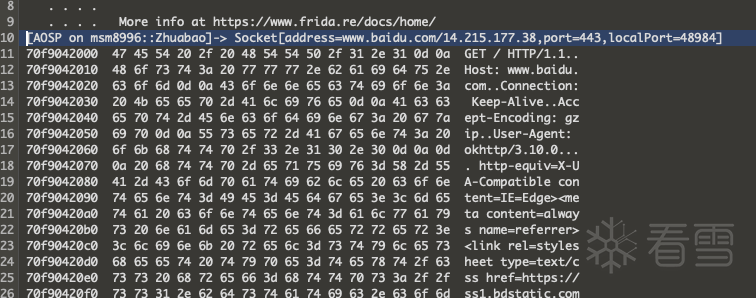 8 . . . .
9 . . . . More info at https://www.frida.re/docs/home/
10 [AOSP on msm8996::Zhuabao]-> Socket[address=www.baidu.com/14.215.177.38,port=443,localPort=48984]
11 70f9042000 47 45 54 20 2f 20 48 54 54 50 2f 31 2e 31 0d 0a GET / HTTP/1.1..
12 70f9042010 48 6f 73 74 3a 20 77 77 77 2e 62 61 69 64 75 2e Host: www.baidu.
13 70f9042020 63 6f 6d 0d 0a 43 6f 6e 6e 65 63 74 69 6f 6e 3a com..Connection:
14 70f9042030 20 4b 65 65 70 2d 41 6c 69 76 65 0d 0a 41 63 63 Keep-Alive..Acc
15 70f9042040 65 70 74 2d 45 6e 63 6f 64 69 6e 67 3a 20 67 7a ept-Encoding: gz
16 70f9042050 69 70 0d 0a 55 73 65 72 2d 41 67 65 6e 74 3a 20 ip..User-Agent:
17 70f9042060 6f 6b 68 74 74 70 2f 33 2e 31 30 2e 30 0d 0a 0d okhttp/3.10.0...
18 70f9042070 0a 20 68 74 74 70 2d 65 71 75 69 76 3d 58 2d 55 . http-equiv=X-U
19 70f9042080 41 2d 43 6f 6d 70 61 74 69 62 6c 65 20 63 6f 6e A-Compatible con
20 70f9042090 74 65 6e 74 3d 49 45 3d 45 64 67 65 3e 3c 6d 65 tent=IE=Edge><me
21 70f90420a0 74 61 20 63 6f 6e 74 65 6e 74 3d 61 6c 77 61 79 ta content=alway
22 70f90420b0 73 20 6e 61 6d 65 3d 72 65 66 65 72 72 65 72 3e s name=referrer>
23 70f90420c0 3c 6c 69 6e 6b 20 72 65 6c 3d 73 74 79 6c 65 73 <link rel=styles
24 70f90420d0 68 65 65 74 20 74 79 70 65 3d 74 65 78 74 2f 63 heet type=text/c
25 70f90420e0 73 73 20 68 72 65 66 3d 68 74 74 70 73 3a 2f 2f ss href=https://
26 70f90420f0 73 73 31 2e 62 64 73 74 61 74 69 63 2e 63 6f 6d ss1.bdstatic.com
看雪